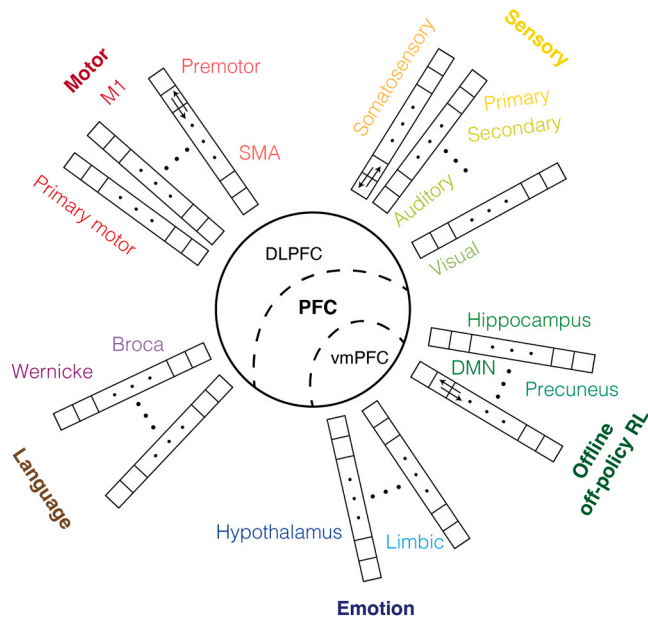 Motor
M1
Premotor
SMA
Primary motor
Sensory
Somatosensory
Primary
Secondary
Auditory
Visual
DLPFC
PFC
vmPFC
Hippocampus
DMN
Precuneus
Offline
off-policy RL
Broca
Wernicke
Language
Hypothalamus
Limbic
Emotion